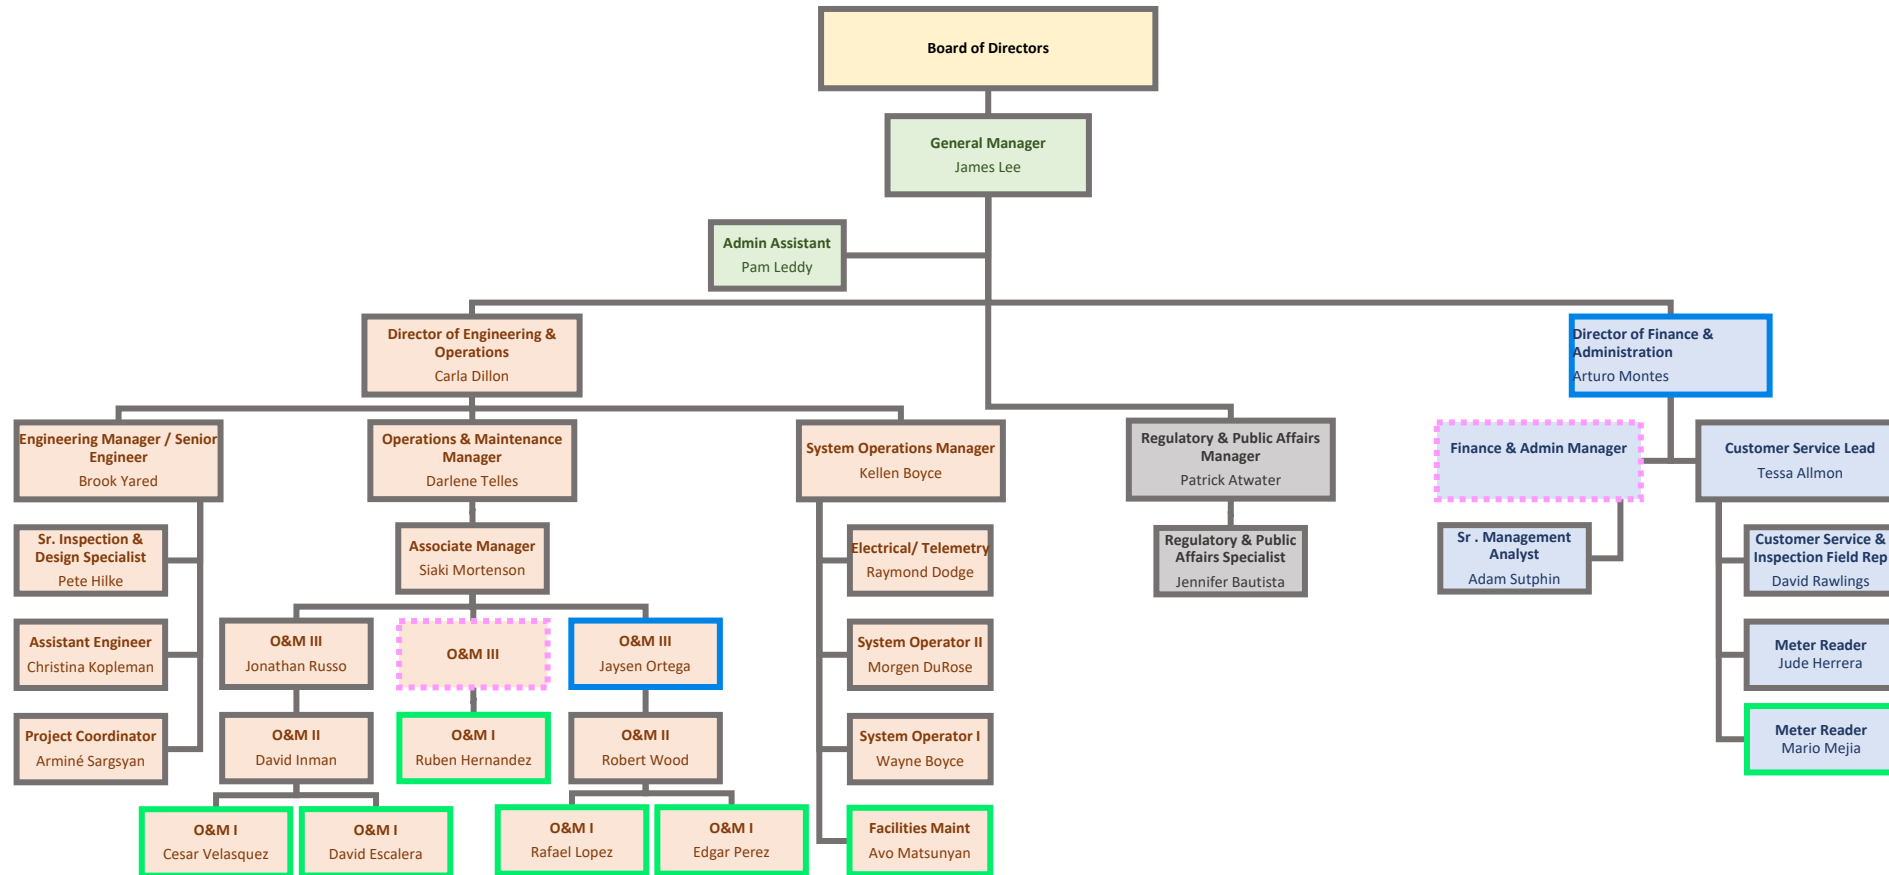 Board of Directors
General Manager
James Lee
Admin Assistant
Pam Leddy
Director of Engineering &
Operations
Carla Dillon
Director of Finance &
Administration
Arturo Montes
Engineering Manager / Senior
Engineer
Brook Yared
Operations & Maintenance
Manager
Darlene Telles
System Operations Manager
Kellen Boyce
Regulatory & Public Affairs
Manager
Patrick Atwater
Finance & Admin Manager
Customer Service Lead
Tessa Allmon
Sr. Inspection &
Design Specialist
Pete Hilke
Associate Manager
Siaki Mortenson
Electrical/ Telemetry
Raymond Dodge
Regulatory & Public
Affairs Specialist
Jennifer Bautista
Sr . Management
Analyst
Adam Sutphin
Customer Service &
Inspection Field Rep
David Rawlings
Assistant Engineer
Christina Kopleman
O&M III
Jonathan Russo
O&M III
O&M III
Jaysen Ortega
System Operator II
Morgen DuRose
Meter Reader
Jude Herrera
Project Coordinator
Arminé Sargsyan
O&M II
David Inman
O&M I
Ruben Hernandez
O&M II
Robert Wood
System Operator I
Wayne Boyce
Meter Reader
Mario Mejia
O&M I
Cesar Velasquez
O&M I
David Escalera
O&M I
Rafael Lopez
O&M I
Edgar Perez
Facilities Maint
Avo Matsunyan